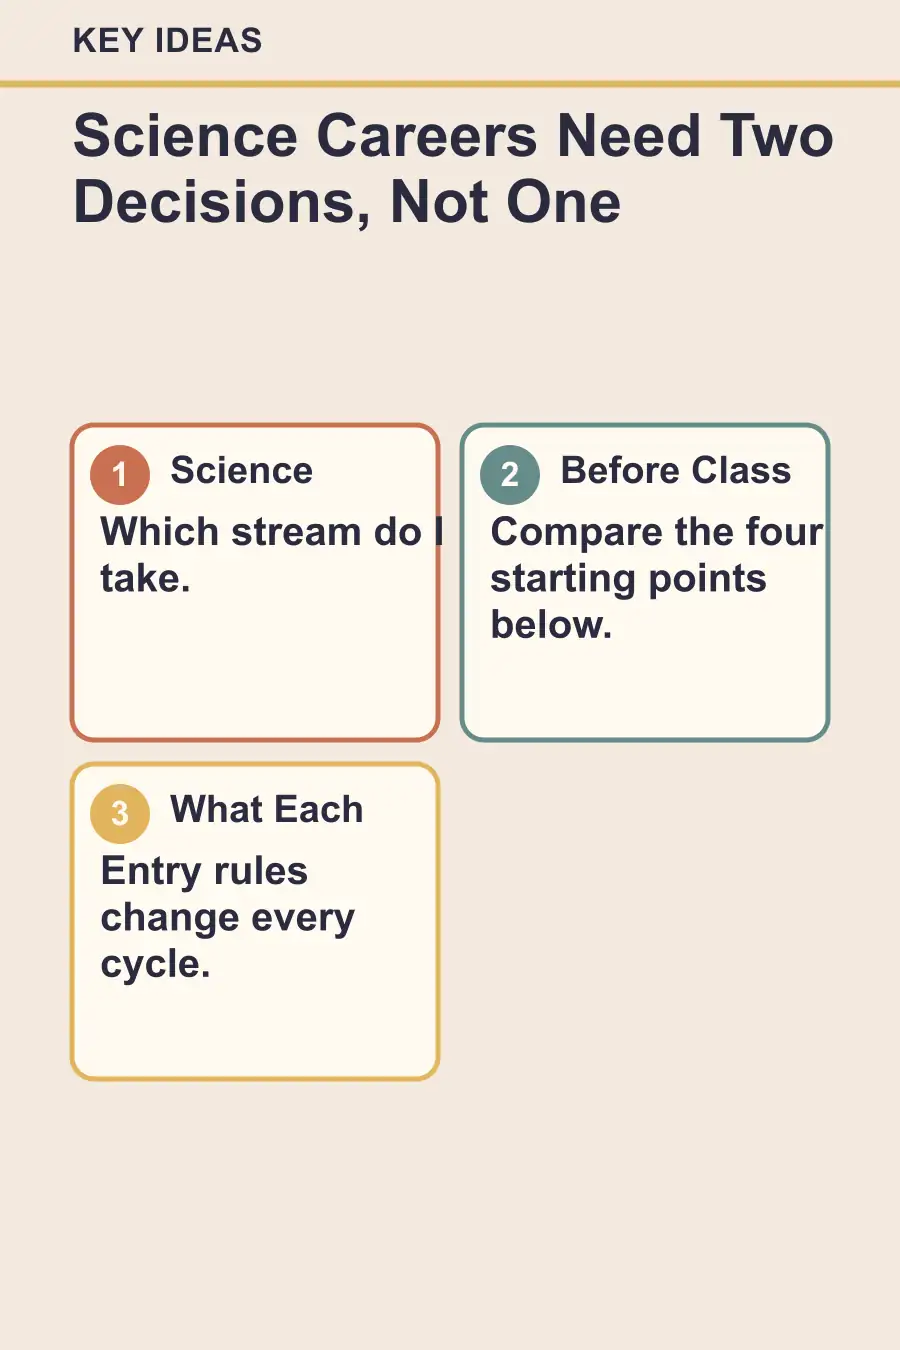 KEY IDEAS
Science Careers Need Two
Decisions, Not One
1 Science
Which stream do I
take.
2 Before Class
Compare the four
starting points
below.
3 What Each
Entry rules
change every
cycle.